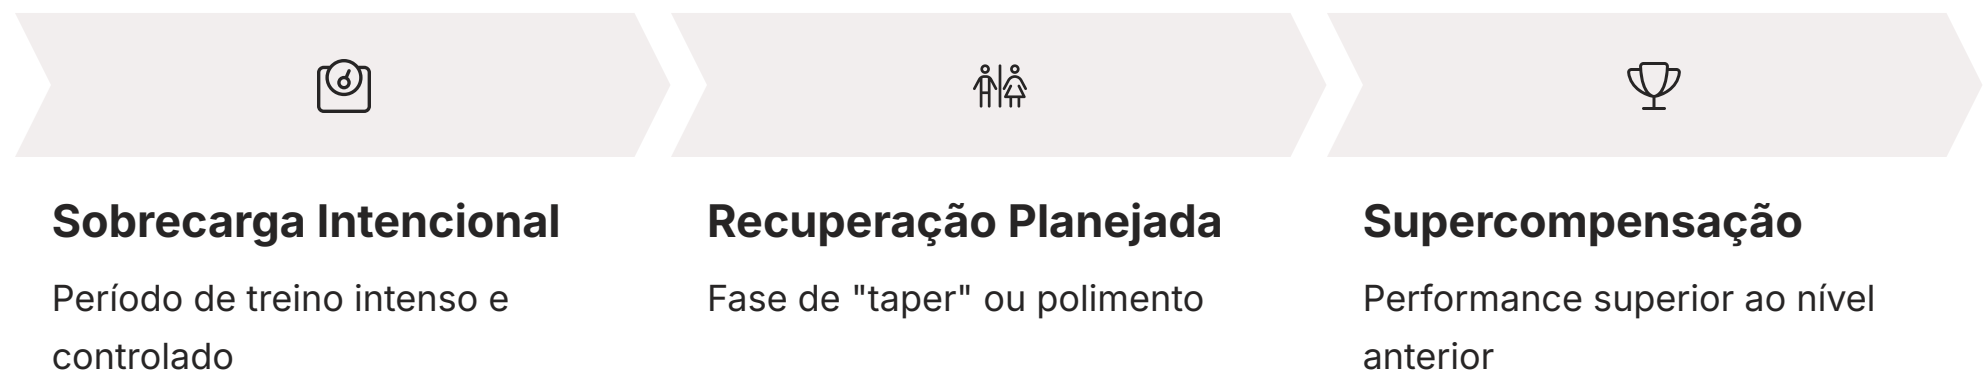 Sobrecarga Intencional
Período de treino intenso e
controlado
Recuperação Planejada
Fase de "taper" ou polimento
Supercompensação
Performance superior ao nível
anterior